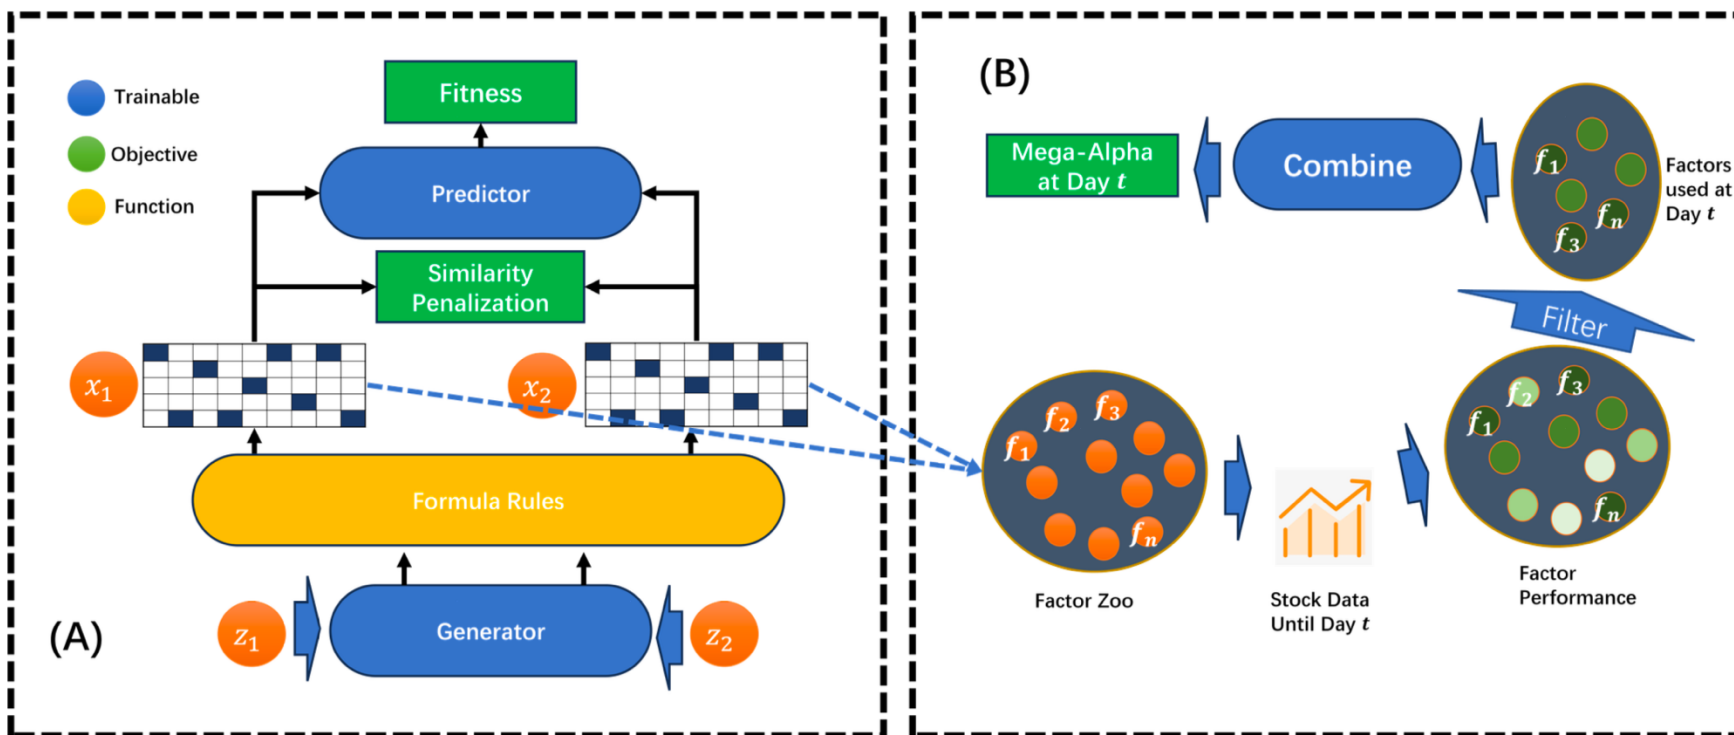 Trainable
Objective
Function
Fitness
Predictor
Similarity
Penalization
x₁
x₂
Formula Rules
z₁
Generator
z₂
(A)
(B)
Mega-Alpha
at Day t
Combine
f₁
fₙ
f₃
Factors
used at
Day t
Filter
f₁
f₂
f₃
fₙ
Factor Zoo
Stock Data
Until Day t
f₁
f₂
f₃
fₙ
Factor
Performance